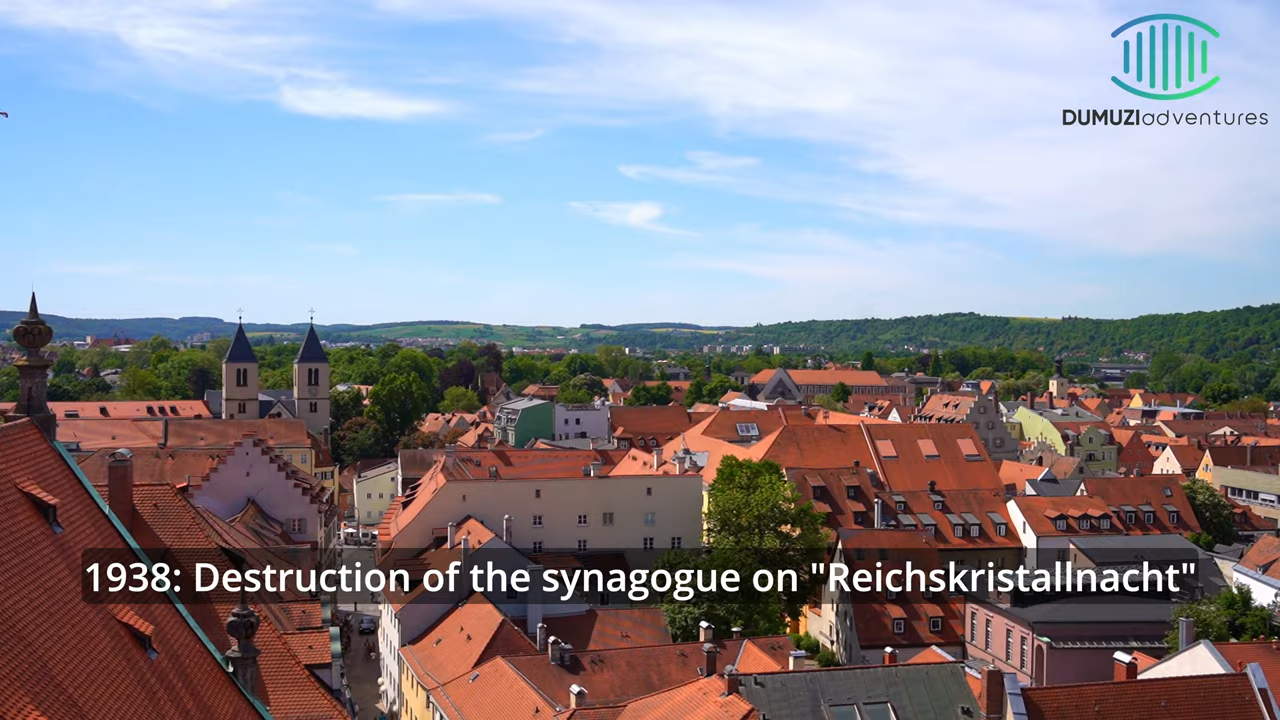 DUMUZIadventures
1938: Destruction of the synagogue on "Reichskristallnacht"